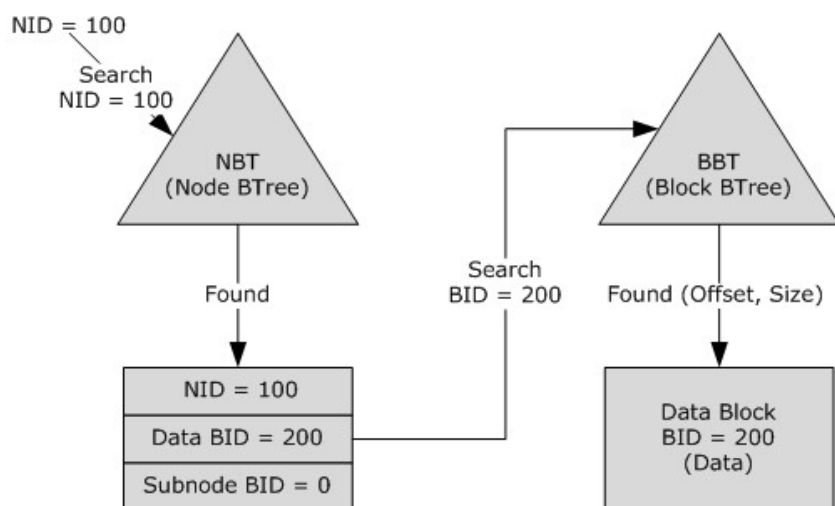 NID = 100
Search
NID = 100
NBT
(Node BTree)
Found
NID = 100
Data BID = 200
Subnode BID = 0
Search
BID = 200
BBT
(Block BTree)
Found (Offset, Size)
Data Block
BID = 200
(Data)